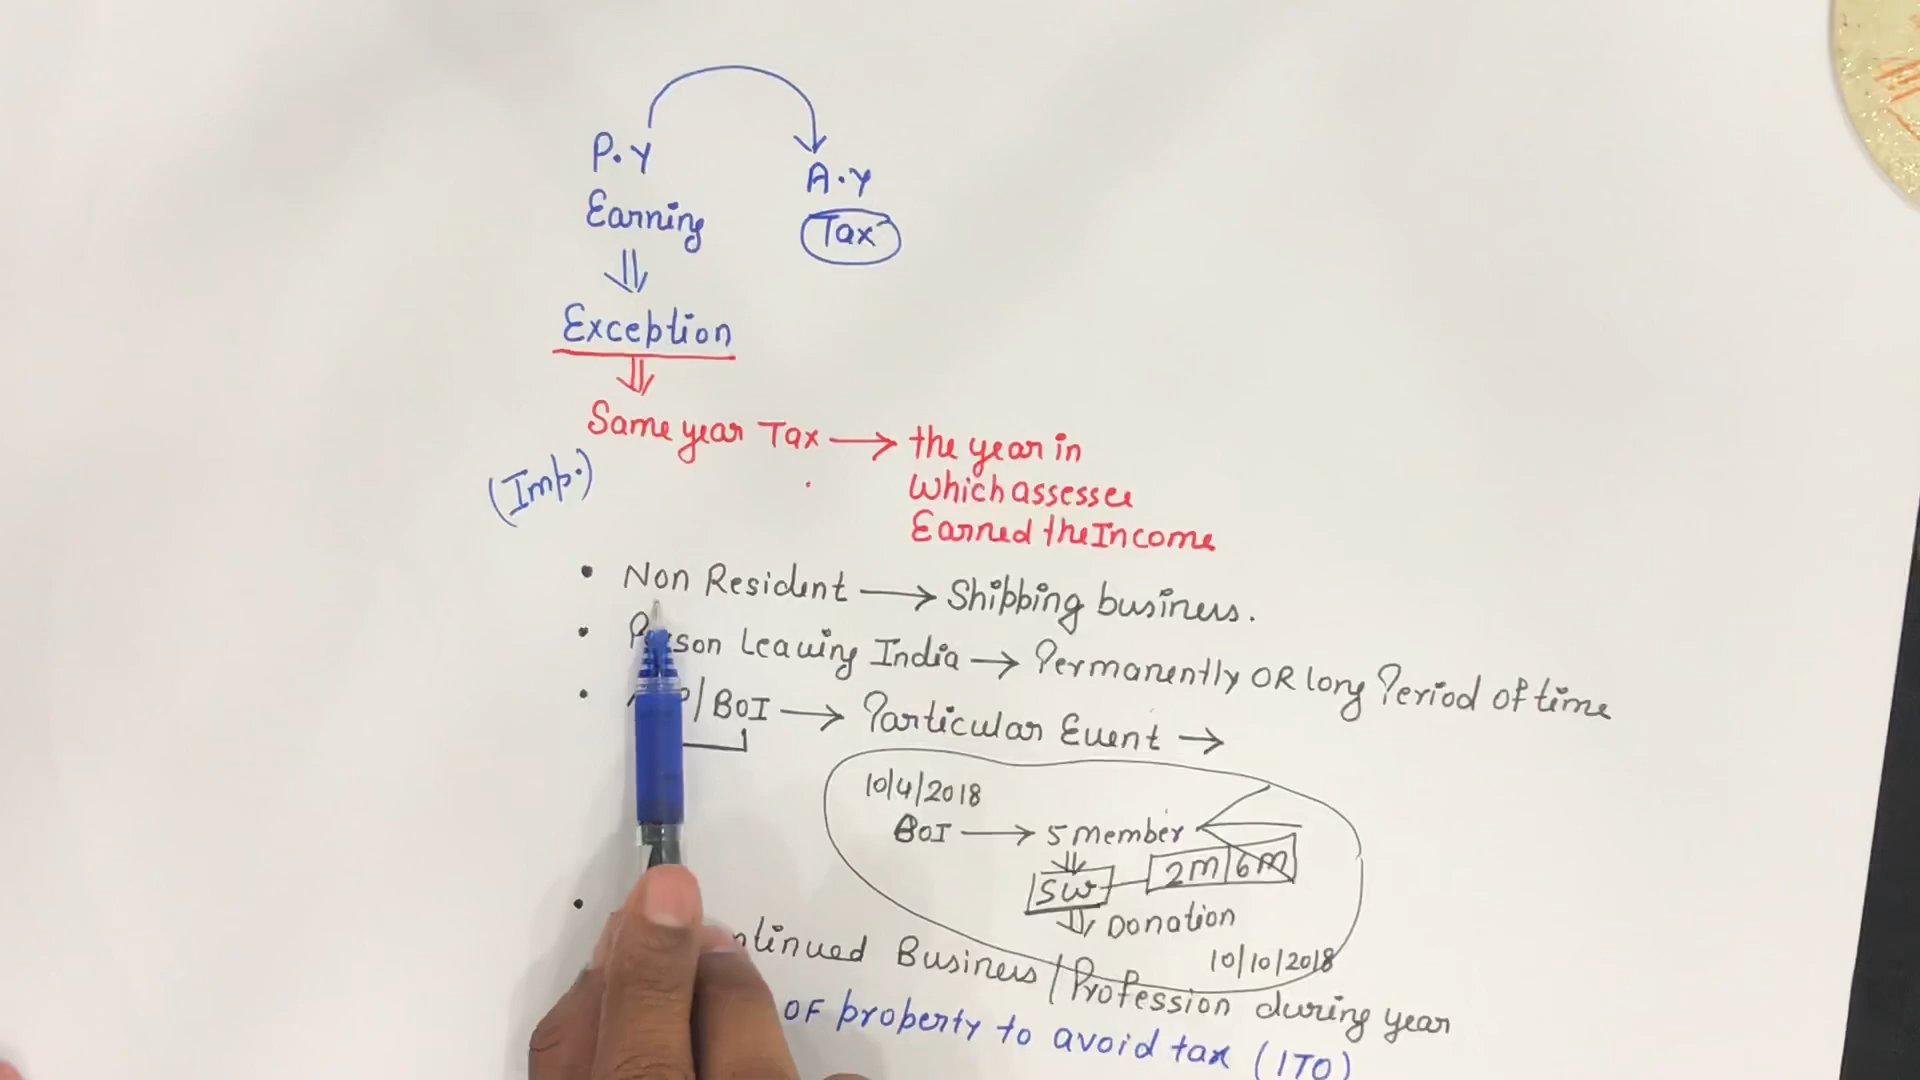 P.Y
A.Y
Earning
Tax
Exception
Same year Tax → the year in
which assessee
Earned the Income
(Imp.)
• Non Resident → Shipping business.
• Person Leaving India → Permanently OR long Period of time
• /BOI → Particular Event →
10/4/2018
BOI → 5 member
SW
2M 6M
Donation
10/10/2018
• Business/Profession during year
OF property to avoid tax (ITO)